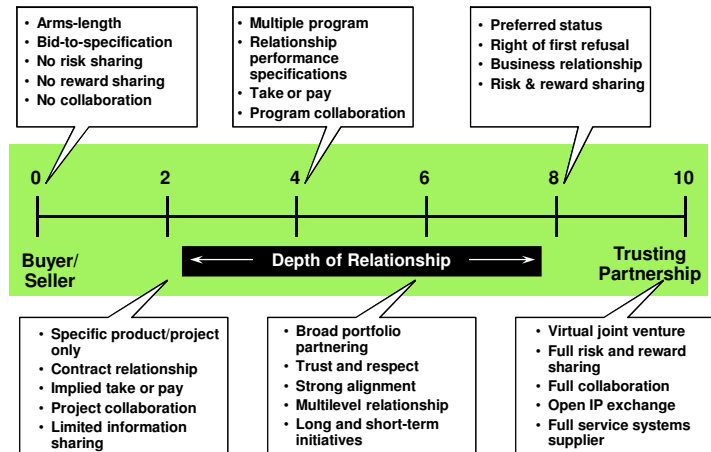 • Arms-length
• Bid-to-specification
• No risk sharing
• No reward sharing
• No collaboration
• Multiple program
• Relationship
performance
specifications
• Take or pay
• Program collaboration
• Preferred status
• Right of first refusal
• Business relationship
• Risk & reward sharing
0 2 4 6 8 10
Buyer/
Seller
Depth of Relationship
Trusting
Partnership
• Specific product/project
only
• Contract relationship
• Implied take or pay
• Project collaboration
• Limited information
sharing
• Broad portfolio
partnering
• Trust and respect
• Strong alignment
• Multilevel relationship
• Long and short-term
initiatives
• Virtual joint venture
• Full risk and reward
sharing
• Full collaboration
• Open IP exchange
• Full service systems
supplier